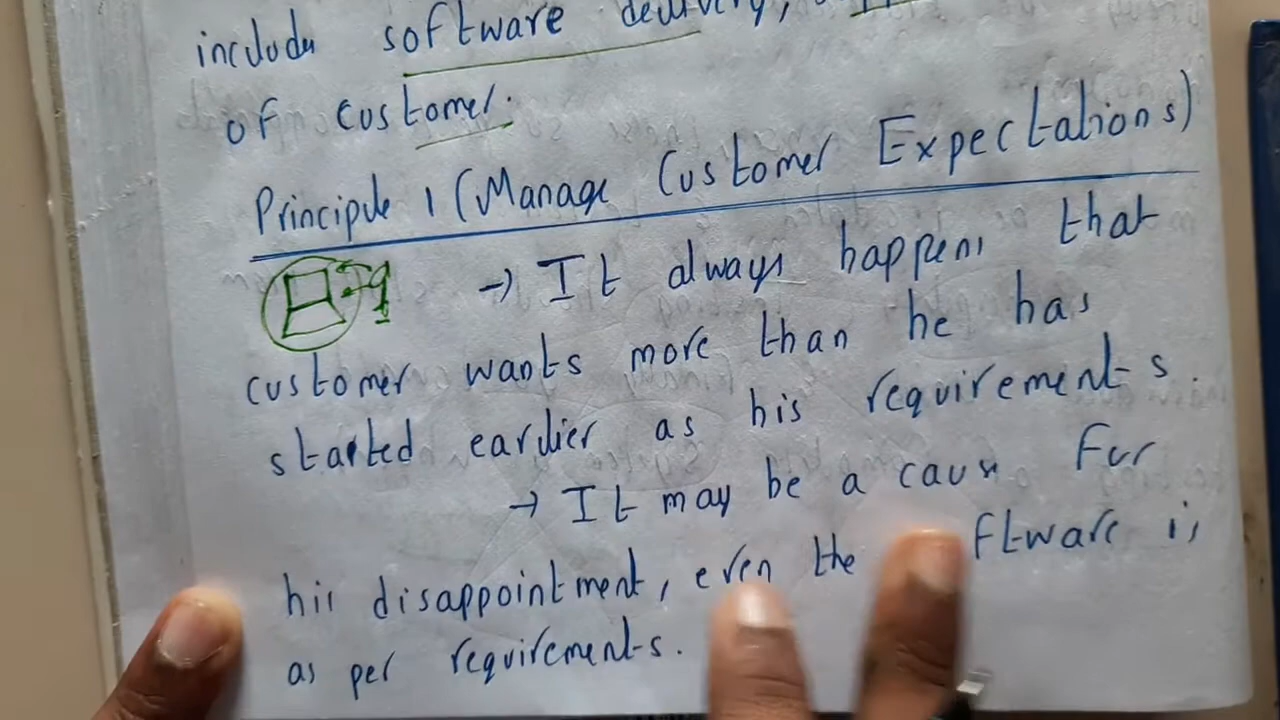 include software delivery,
of customer.
Principle 1 (Manage Customer Expectations)
→ It always happens that
customer wants more than he has
started earlier as his requirements.
→ It may be a cause for
his disappointment, even the ftware is
as per requirements.